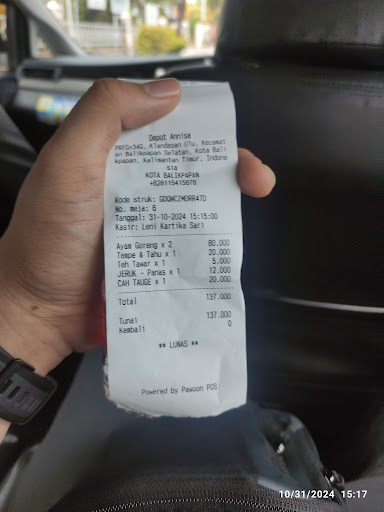 Depot Annisa
PRFG+34G, Klandasan Ulu, Kecamat
an Balikpapan Selatan, Kota Bali
kpapan, Kalimantan Timur, Indone
sia
KOTA BALIKPAPAN
+628115415878
Kode struk: GDQWCZMDRR47D
No. meja: 6
Tanggal: 31-10-2024 15:15:00
Kasir: Leni Kartika Sari
Ayam Goreng x 2 80.000
Tempe & Tahu x 1 20.000
Teh Tawar x 1 5.000
JERUK - Panas x 1 12.000
CAH TAUGE x 1 20.000
Total 137.000
Tunai 137.000
Kembali 0
** LUNAS **
Powered by Pawoon POS
10/31/2024 15:17